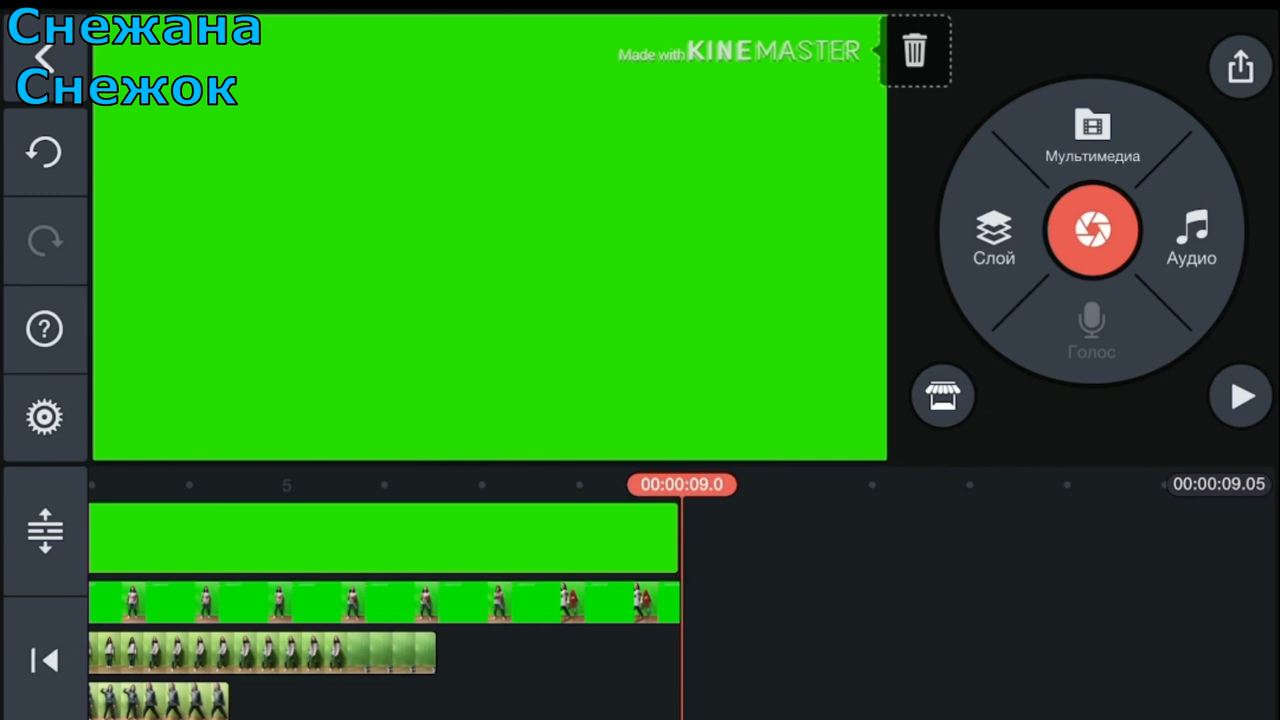 Снежана
Снежок
Made with KINEMASTER
Мультимедиа
Слой
Аудио
Голос
5
00:00:09.0
00:00:09.05